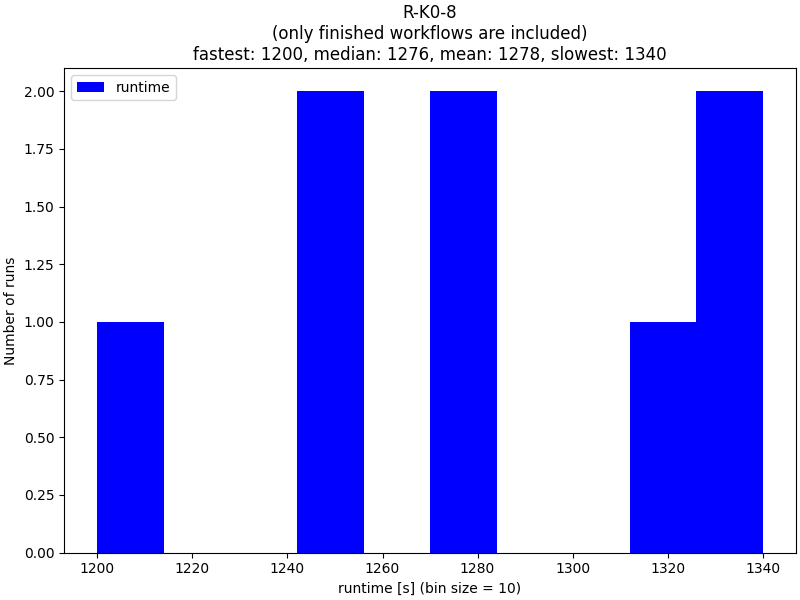 R-K0-8
(only finished workflows are included)
fastest: 1200, median: 1276, mean: 1278, slowest: 1340
runtime
2.00
1.75
1.50
1.25
1.00
0.75
0.50
0.25
0.00
Number of runs
1200 1220 1240 1260 1280 1300 1320 1340
runtime [s] (bin size = 10)